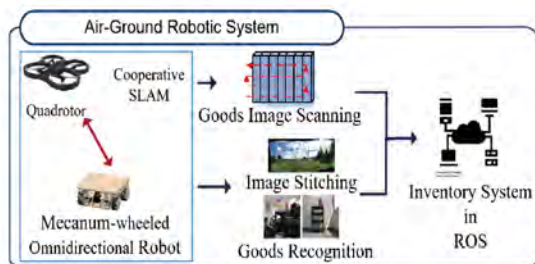 Air-Ground Robotic System
Cooperative
SLAM
Quadrotor
Goods Image Scanning
Image Stitching
Mecanum-wheeled
Omnidirectional Robot
Goods Recognition
Inventory System
in
ROS